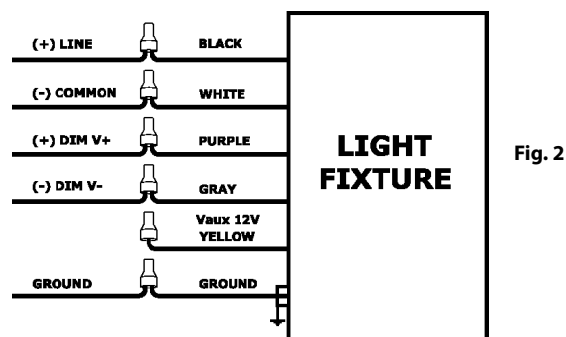 (+) LINE BLACK
(-) COMMON WHITE
(+) DIM V+ PURPLE
(-) DIM V- GRAY
Vaux 12V
YELLOW
GROUND GROUND
LIGHT
FIXTURE
Fig. 2